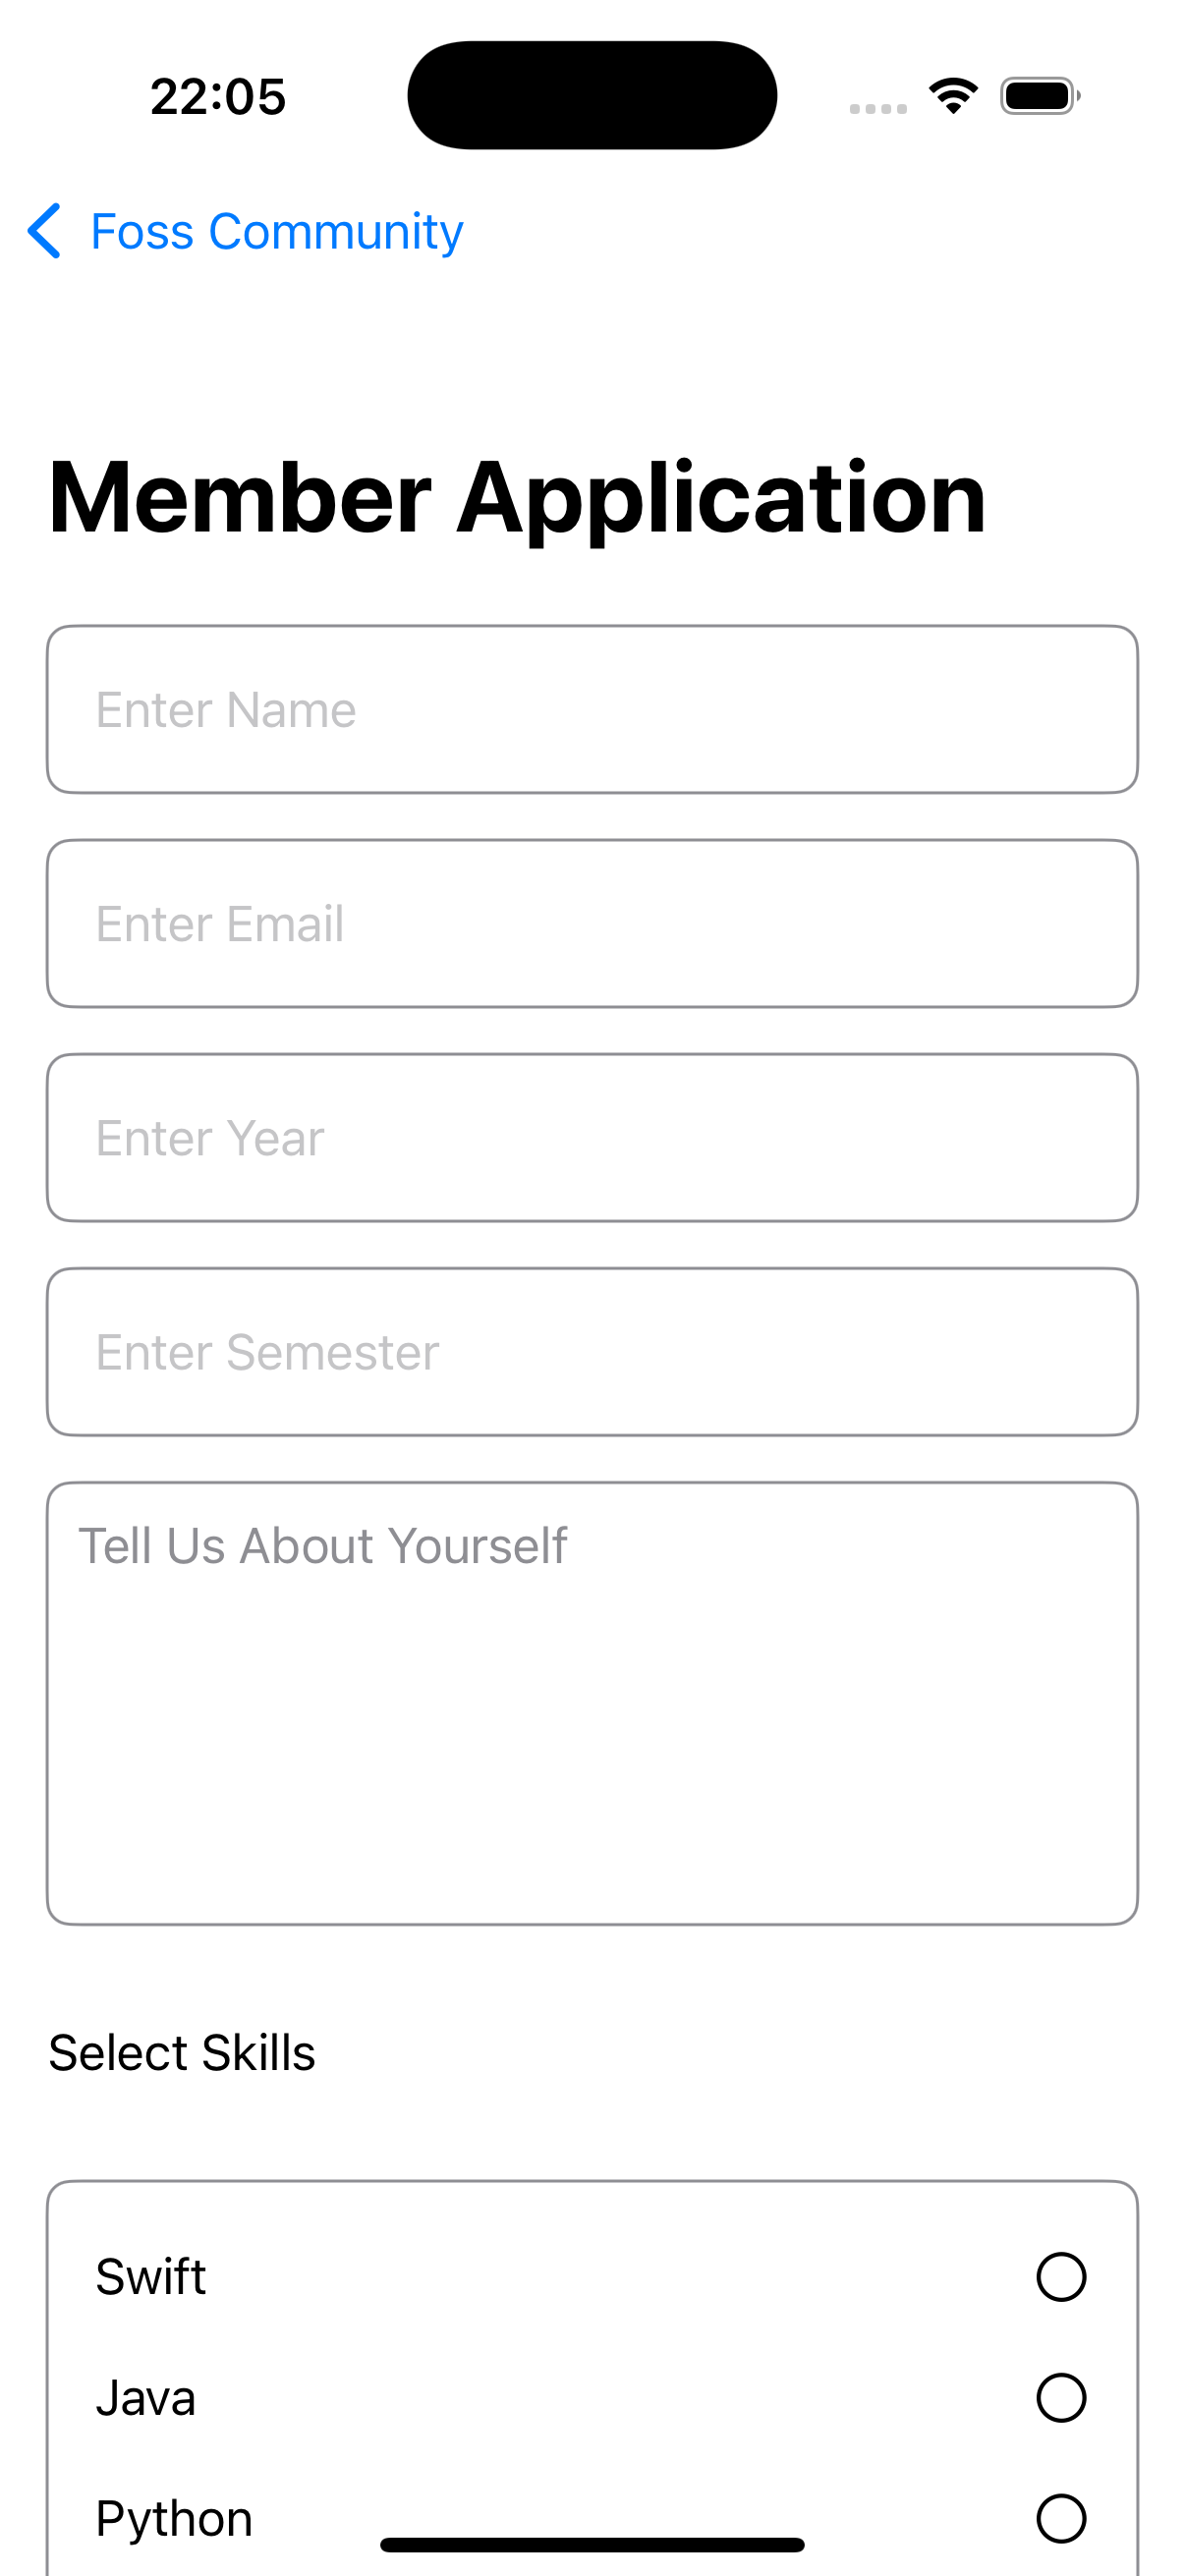 22:05
Foss Community
Member Application
Enter Name
Enter Email
Enter Year
Enter Semester
Tell Us About Yourself
Select Skills
Swift
Java
Python